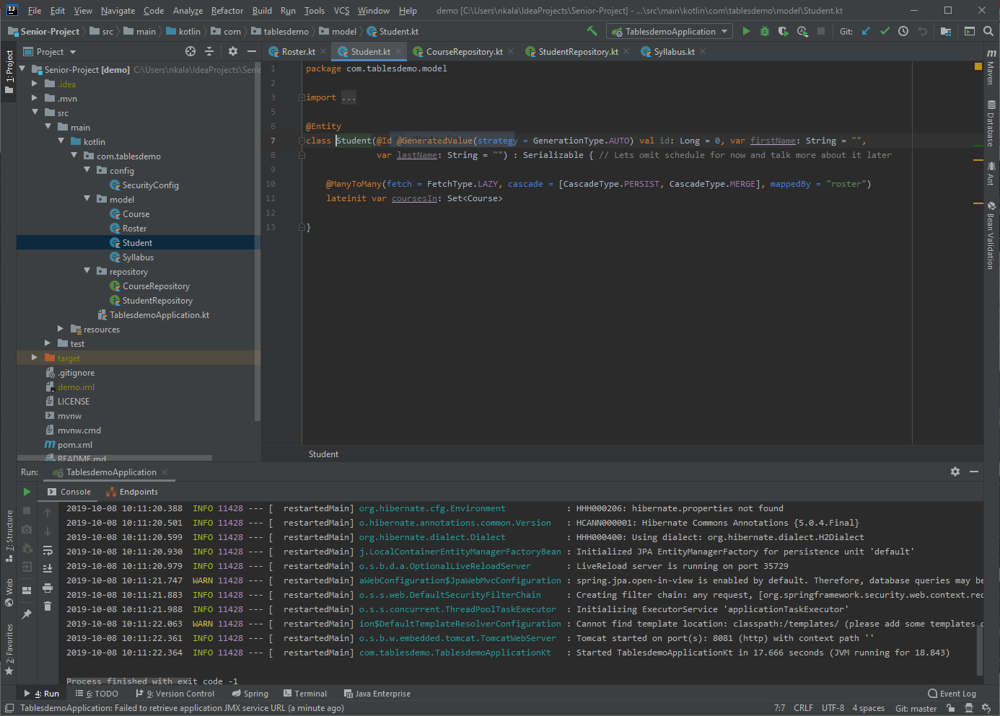 File Edit View Navigate Code Analyze Refactor Build Run Tools VCS Window Help demo [C:\Users\nkala\IdeaProjects\Senior-Project] - ...\src\main\kotlin\com\tablesdemo\model\Student.kt
Senior-Project src main kotlin com tablesdemo model Student.kt TablesdemoApplication Git:
1: Project
Project
Roster.kt Student.kt CourseRepository.kt StudentRepository.kt Syllabus.kt
Senior-Project [demo] C:\Users\nkala\IdeaProjects\Senic
.idea
.mvn
src
main
kotlin
com.tablesdemo
config
SecurityConfig
model
Course
Roster
Student
Syllabus
repository
CourseRepository
StudentRepository
TablesdemoApplication.kt
resources
test
target
.gitignore
demo.iml
LICENSE
mvnw
mvnw.cmd
pom.xml
README.md
1 package com.tablesdemo.model
2
3 import ...
5
6 @Entity
7 class Student(@Id @GeneratedValue(strategy = GenerationType.AUTO) val id: Long = 0, var firstName: String = "",
8 var lastName: String = "") : Serializable { // Lets omit schedule for now and talk more about it later
9
10 @ManyToMany(fetch = FetchType.LAZY, cascade = [CascadeType.PERSIST, CascadeType.MERGE], mappedBy = "roster")
11 lateinit var coursesIn: Set<Course>
12
13 }
Student
Maven
Database
Ant
Bean Validation
Run: TablesdemoApplication
Console Endpoints
2019-10-08 10:11:20.388 INFO 11428 --- [ restartedMain] org.hibernate.cfg.Environment : HHH000206: hibernate.properties not found
2019-10-08 10:11:20.501 INFO 11428 --- [ restartedMain] o.hibernate.annotations.common.Version : HCANN000001: Hibernate Commons Annotations {5.0.4.Final}
2019-10-08 10:11:20.599 INFO 11428 --- [ restartedMain] org.hibernate.dialect.Dialect : HHH000400: Using dialect: org.hibernate.dialect.H2Dialect
2019-10-08 10:11:20.930 INFO 11428 --- [ restartedMain] j.LocalContainerEntityManagerFactoryBean : Initialized JPA EntityManagerFactory for persistence unit 'default'
2019-10-08 10:11:20.979 INFO 11428 --- [ restartedMain] o.s.b.d.a.OptionalLiveReloadServer : LiveReload server is running on port 35729
2019-10-08 10:11:21.747 WARN 11428 --- [ restartedMain] aWebConfiguration$JpaWebMvcConfiguration : spring.jpa.open-in-view is enabled by default. Therefore, database queries may be
2019-10-08 10:11:21.883 INFO 11428 --- [ restartedMain] o.s.s.web.DefaultSecurityFilterChain : Creating filter chain: any request, [org.springframework.security.web.context.req
2019-10-08 10:11:21.988 INFO 11428 --- [ restartedMain] o.s.s.concurrent.ThreadPoolTaskExecutor : Initializing ExecutorService 'applicationTaskExecutor'
2019-10-08 10:11:22.063 WARN 11428 --- [ restartedMain] ion$DefaultTemplateResolverConfiguration : Cannot find template location: classpath:/templates/ (please add some templates o
2019-10-08 10:11:22.361 INFO 11428 --- [ restartedMain] o.s.b.w.embedded.tomcat.TomcatWebServer : Tomcat started on port(s): 8081 (http) with context path ''
2019-10-08 10:11:22.364 INFO 11428 --- [ restartedMain] com.tablesdemo.TablesdemoApplicationKt : Started TablesdemoApplicationKt in 17.666 seconds (JVM running for 18.843)
Process finished with exit code -1
7: Structure
Web
2: Favorites
4: Run 6: TODO 9: Version Control Spring Terminal Java Enterprise Event Log
TablesdemoApplication: Failed to retrieve application JMX service URL (a minute ago) 7:7 CRLF UTF-8 4 spaces Git: master